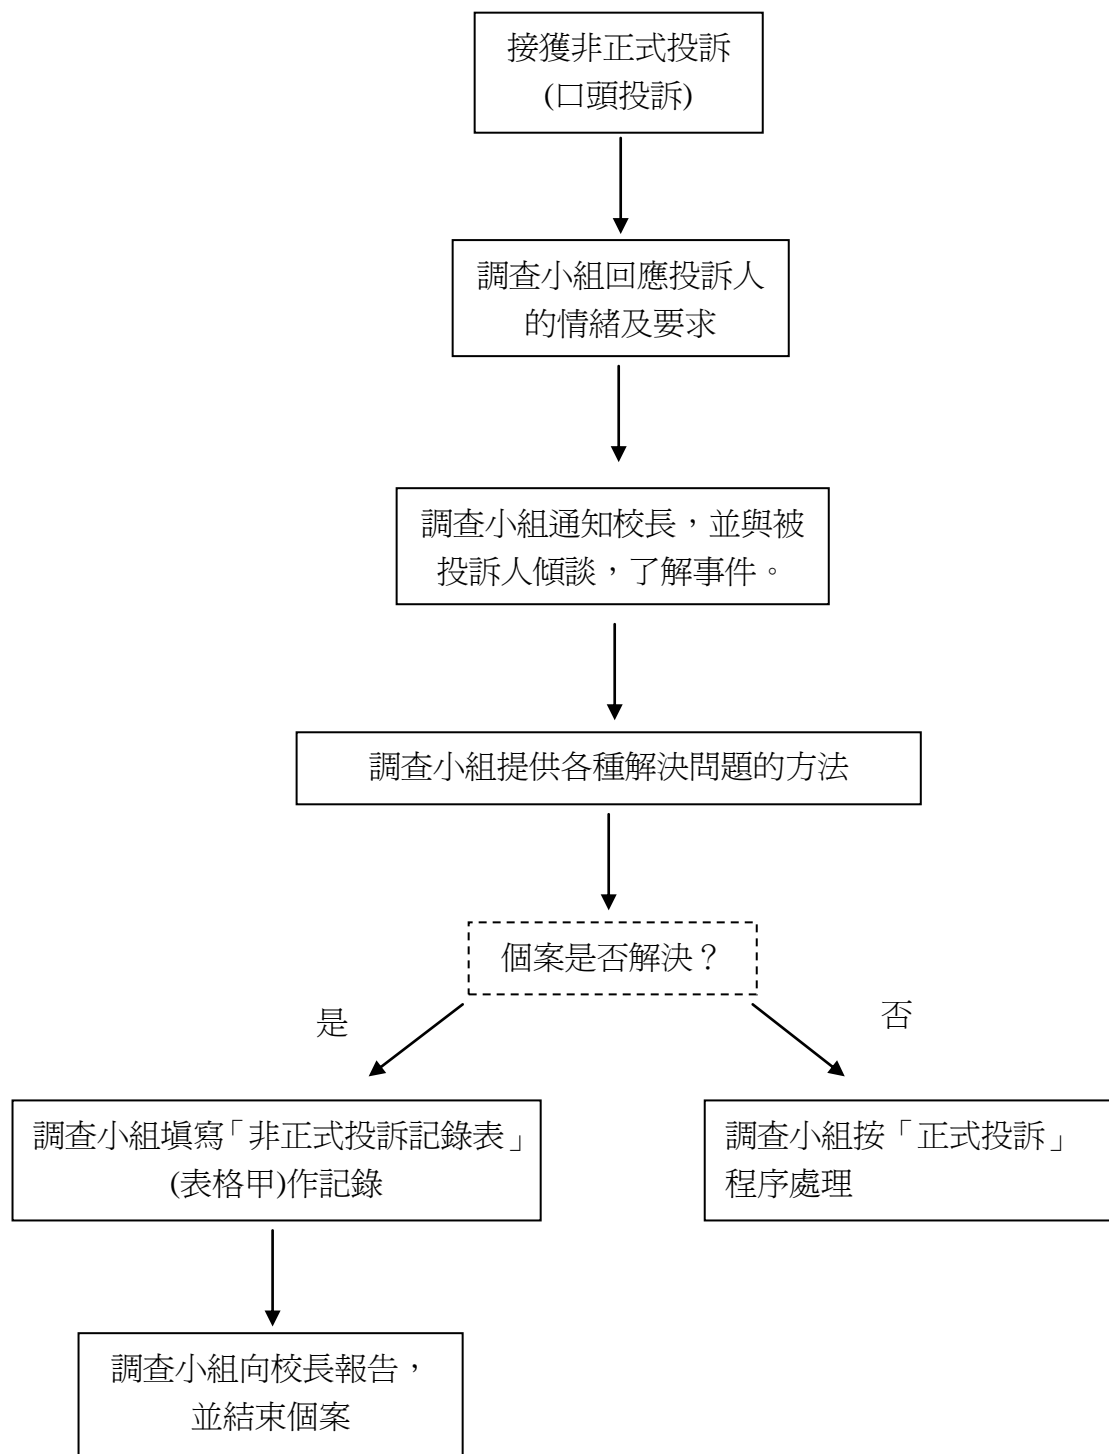 接獲非正式投訴
(口頭投訴)
調查小組回應投訴人
的情緒及要求
調查小組通知校長，並與被
投訴人傾談，了解事件。
調查小組提供各種解決問題的方法
個案是否解決？
是
否
調查小組填寫「非正式投訴記錄表」
(表格甲)作記錄
調查小組按「正式投訴」
程序處理
調查小組向校長報告，
並結束個案